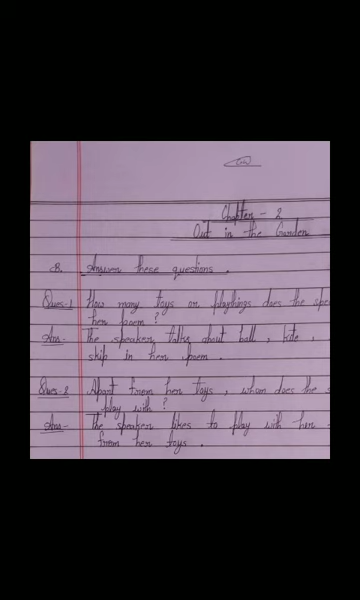 Chapter - 2
Out in the Garden
B. Answer these questions.
Ques-1 How many toys or playthings does the
her poem?
Ans- The speaker talks about ball, kite,
skip in her poem.
Ques-2 Apart from her toys, whom does the
play with?
Ans- The speaker likes to play with her
from her toys.